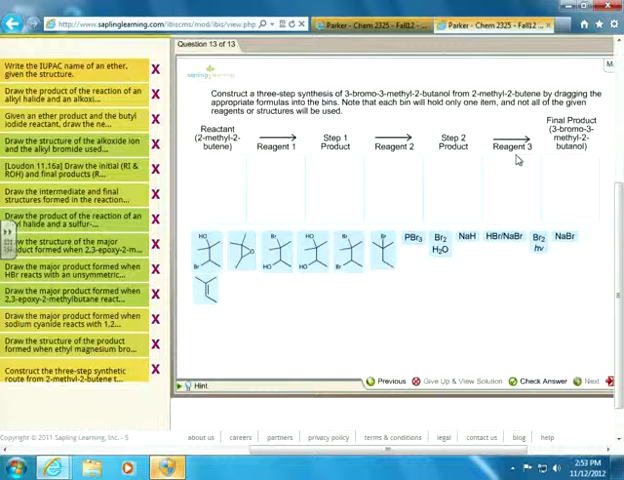 http://www.saplinglearning.com/ibiscms/mod/ibis/view.php
Parker - Chem 2325 - Fall12 ...
Parker - Chem 2325 - Fall12 ...
Question 13 of 13
sapling
Construct a three-step synthesis of 3-bromo-3-methyl-2-butanol from 2-methyl-2-butene by dragging the
appropriate formulas into the bins. Note that each bin will hold only one item, and not all of the given
reagents or structures will be used.
Reactant
(2-methyl-2-
butene)
Reagent 1
Step 1
Product
Reagent 2
Step 2
Product
Reagent 3
Final Product
(3-bromo-3-
methyl-2-
butanol)
HO
Br
O
Br
HO
HO
HO
Br
Br
Br
PBr3
Br2
H2O
NaH
HBr/NaBr
Br2
hv
NaBr
Write the IUPAC name of an ether,
given the structure.
X
Draw the product of the reaction of an
alkyl halide and an alkoxi...
X
Given an ether product and the butyl
iodide reactant, draw the ne...
X
Draw the structure of the alkoxide ion
and the alkyl bromide used...
X
[Loudon 11.16a] Draw the initial (RI &
ROH) and final products (R...
X
Draw the intermediate and final
structures formed in the reaction...
X
Draw the product of the reaction of an
yl halide and a sulfur-...
X
w the structure of the major
product formed when 2,3-epoxy-2-m...
X
Draw the major product formed when
HBr reacts with an unsymmetric...
X
Draw the major product formed when
2,3-epoxy-2-methylbutane react...
X
Draw the major product formed when
sodium cyanide reacts with 1,2...
X
Draw the structure of the product
formed when ethyl magnesium bro...
X
Construct the three-step synthetic
route from 2-methyl-2-butene t...
X
Hint
Previous
Give Up & View Solution
Check Answer
Next
Copyright © 2011 Sapling Learning, Inc. - 5
about us
careers
partners
privacy policy
terms & conditions
legal
contact us
blog
help
2:53 PM
11/12/2012